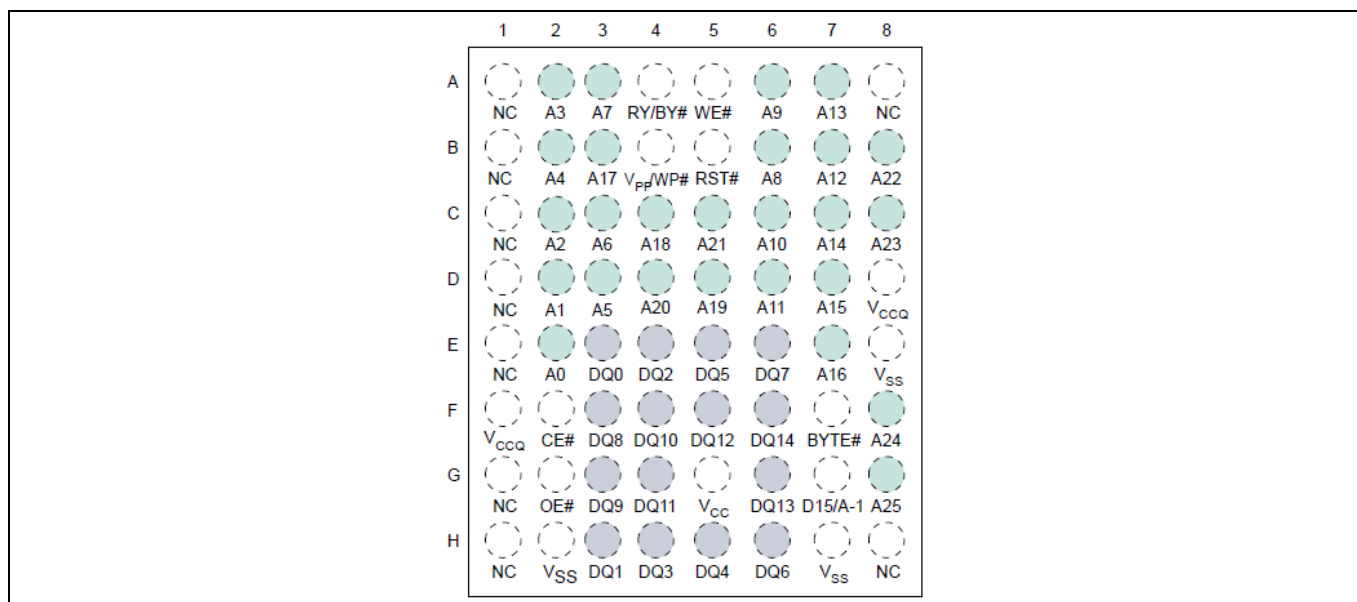 1 2 3 4 5 6 7 8
A
NC A3 A7 RY/BY# WE# A9 A13 NC
B
NC A4 A17 VPP/WP# RST# A8 A12 A22
C
NC A2 A6 A18 A21 A10 A14 A23
D
NC A1 A5 A20 A19 A11 A15 VCCQ
E
NC A0 DQ0 DQ2 DQ5 DQ7 A16 VSS
F
VCCQ CE# DQ8 DQ10 DQ12 DQ14 BYTE# A24
G
NC OE# DQ9 DQ11 VCC DQ13 D15/A-1 A25
H
NC VSS DQ1 DQ3 DQ4 DQ6 VSS NC